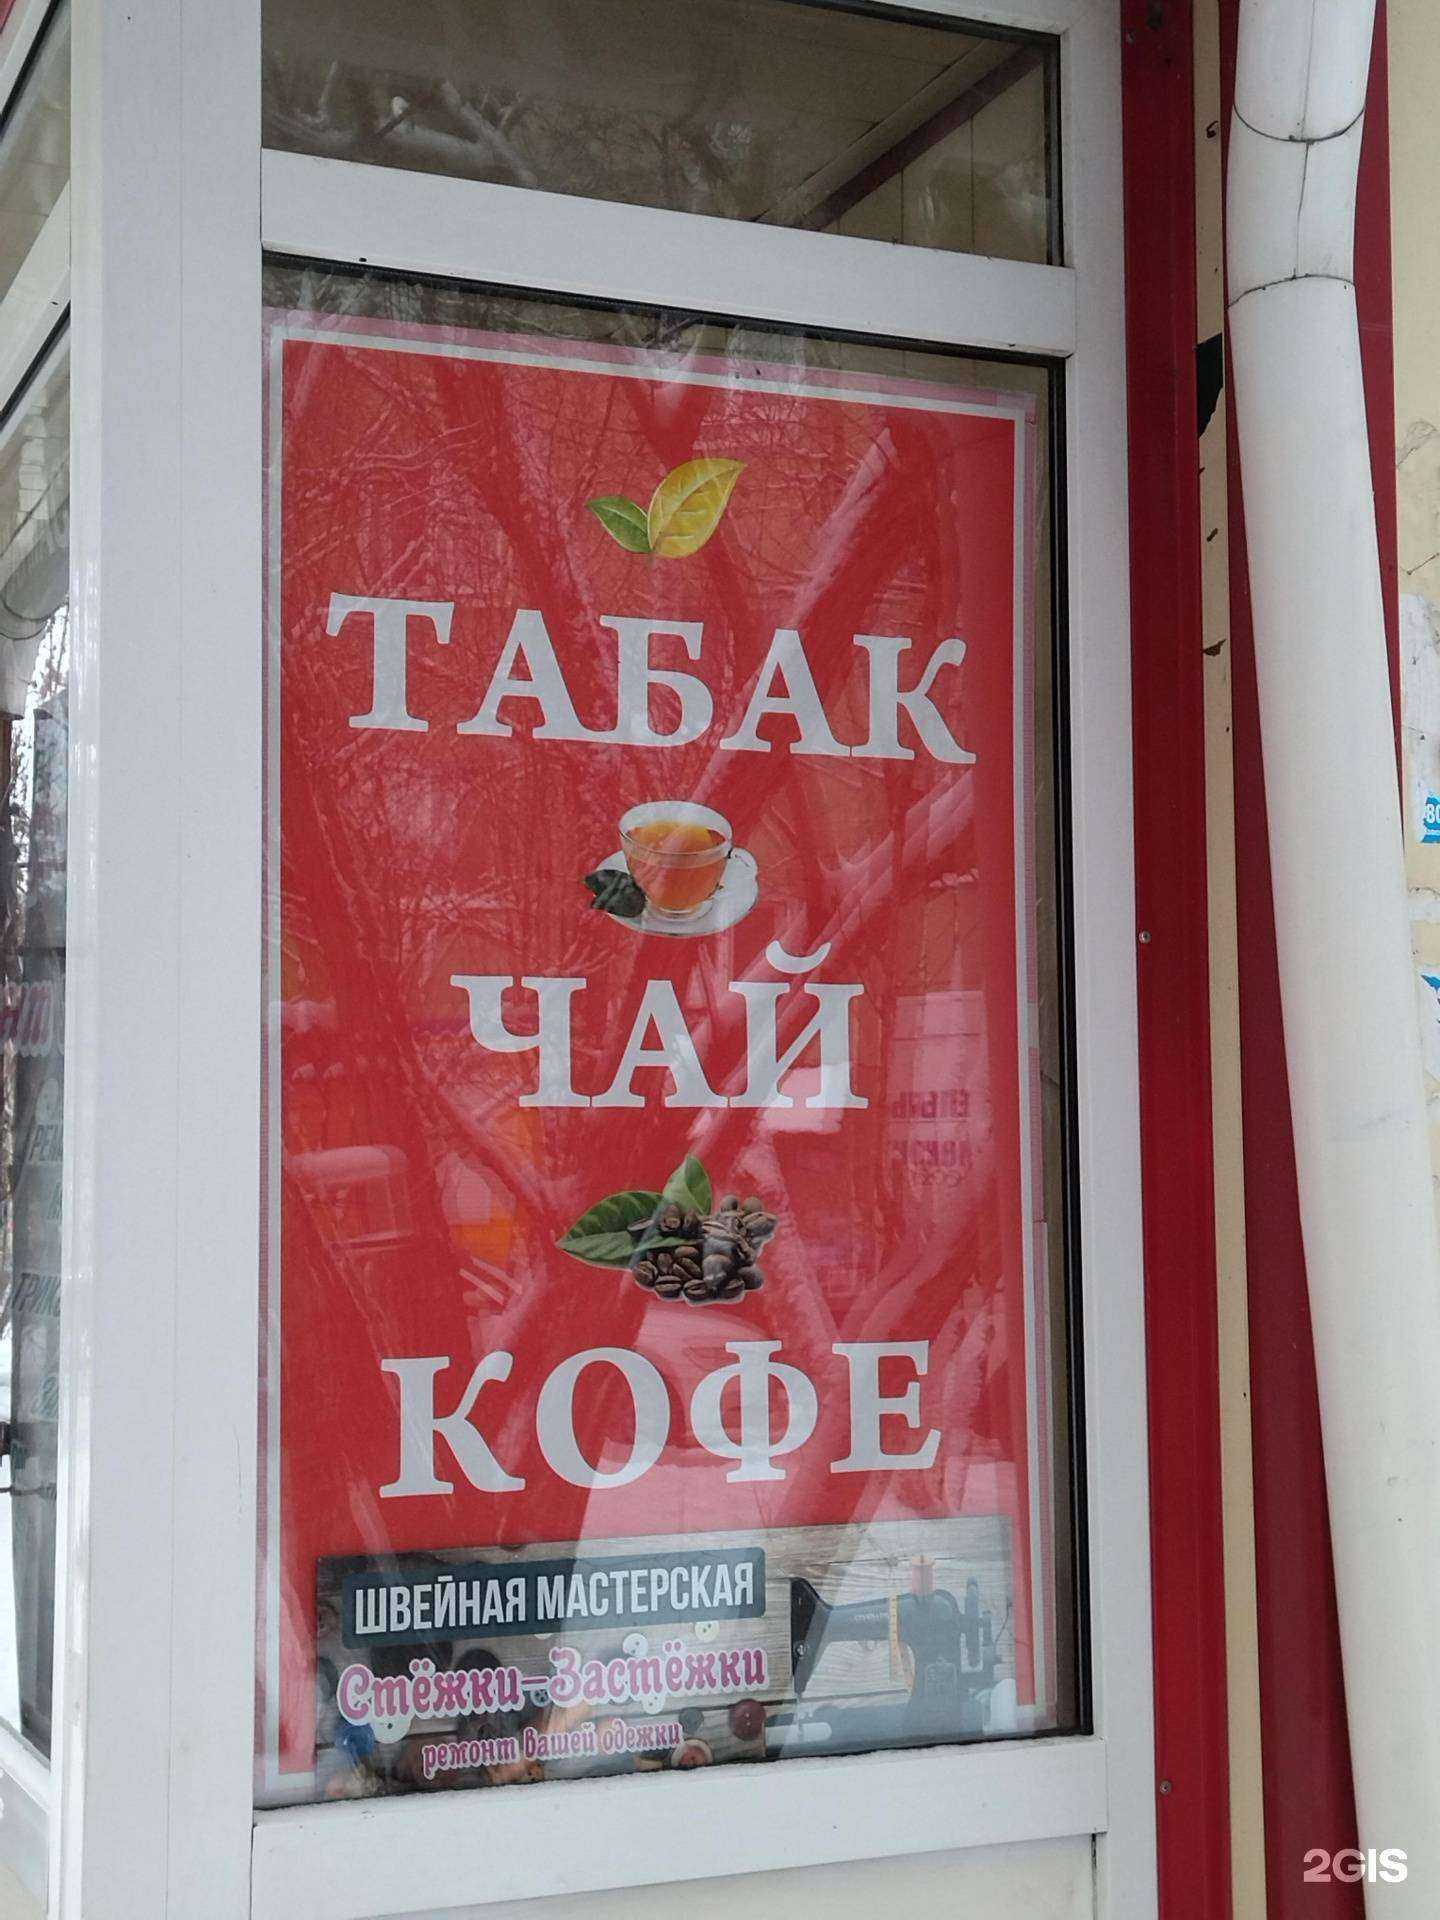 ТАБАК
ЧАЙ
КОФЕ
ШВЕЙНАЯ МАСТЕРСКАЯ
Стёжки-Застёжки
ремонт вашей одежки
2GIS